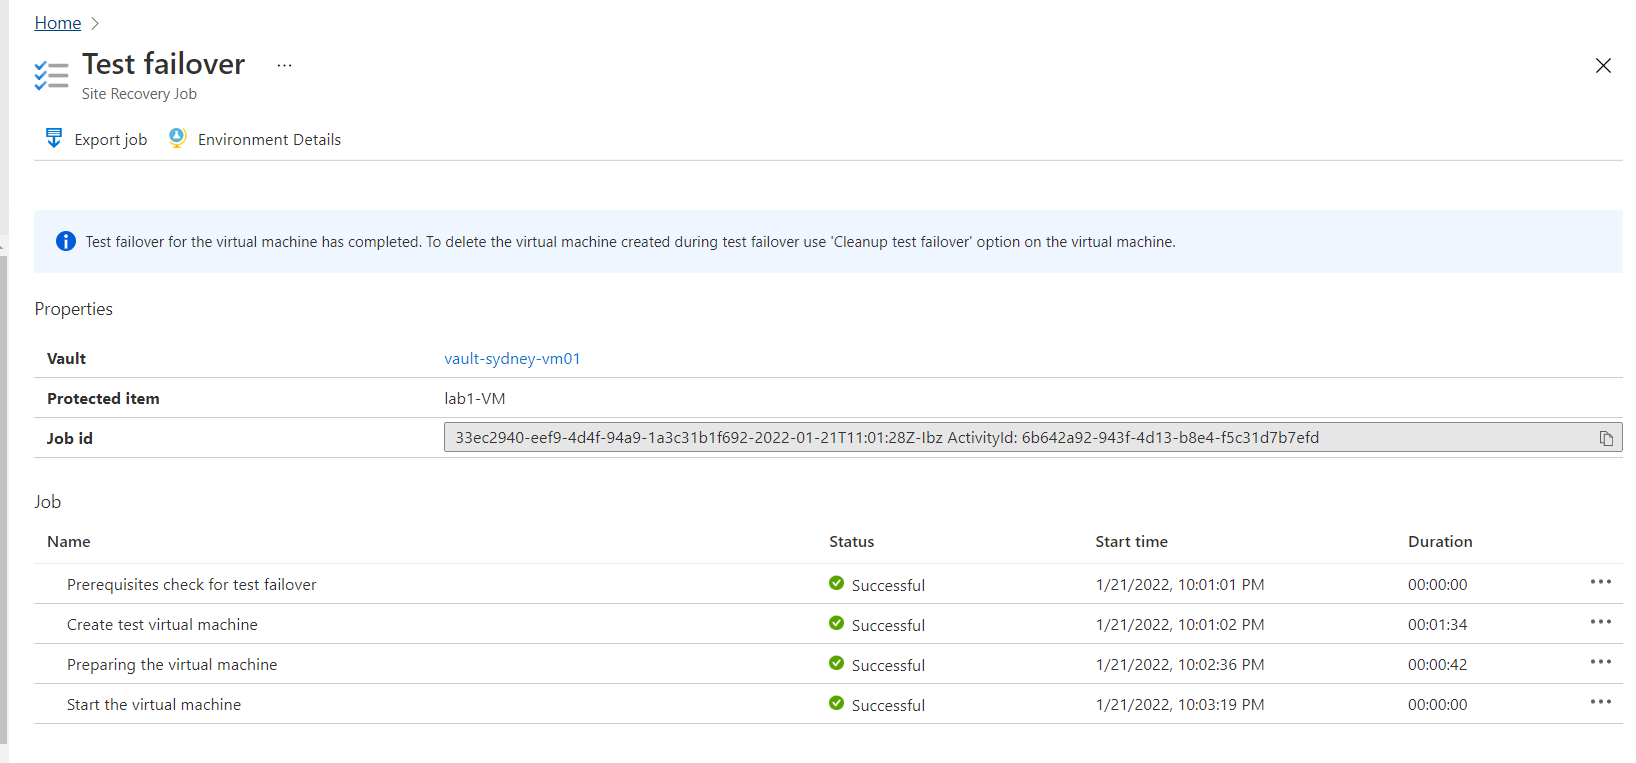 Home
Test failover ...
Site Recovery Job
Export job Environment Details
Test failover for the virtual machine has completed. To delete the virtual machine created during test failover use 'Cleanup test failover' option on the virtual machine.
Properties
Vault vault-sydney-vm01
Protected item lab1-VM
Job id 33ec2940-eef9-4d4f-94a9-1a3c31b1f692-2022-01-21T11:01:28Z-Ibz ActivityId: 6b642a92-943f-4d13-b8e4-f5c31d7b7efd
Job
Name Status Start time Duration
Prerequisites check for test failover Successful 1/21/2022, 10:01:01 PM 00:00:00 ...
Create test virtual machine Successful 1/21/2022, 10:01:02 PM 00:01:34 ...
Preparing the virtual machine Successful 1/21/2022, 10:02:36 PM 00:00:42 ...
Start the virtual machine Successful 1/21/2022, 10:03:19 PM 00:00:00 ...